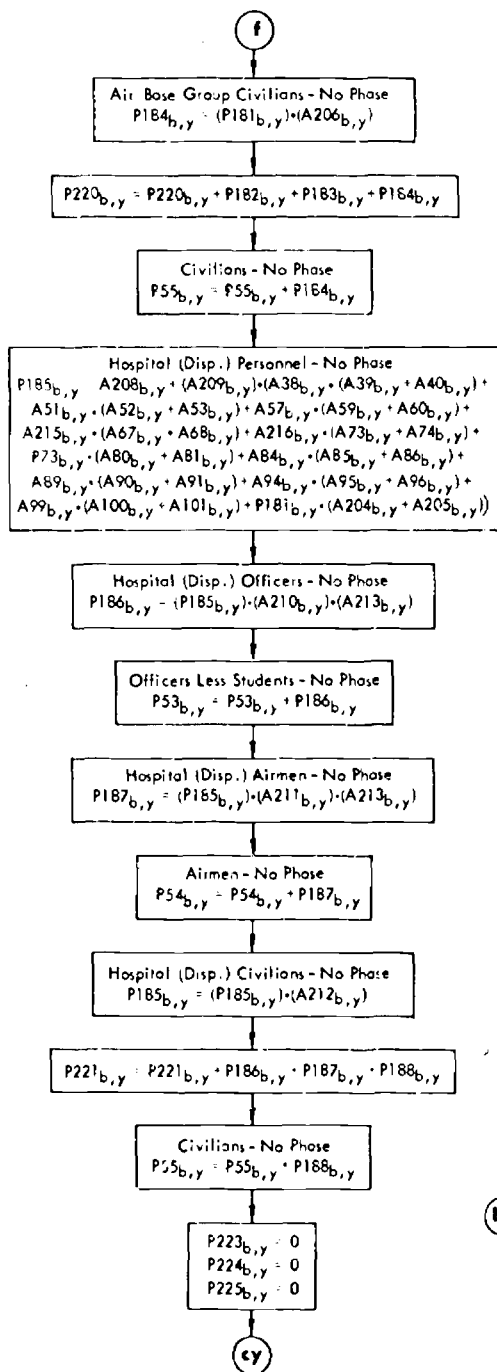 f
Air Base Group Civilians - No Phase
P184b,y = (P181b,y)•(A206b,y)
P220b,y = P220b,y + P182b,y + P183b,y + P184b,y
Civilians - No Phase
P55b,y = P55b,y + P184b,y
Hospital (Disp.) Personnel - No Phase
P185b,y A208b,y + (A209b,y)•(A38b,y • (A39b,y + A40b,y) +
A51b,y • (A52b,y + A53b,y) + A57b,y • (A59b,y + A60b,y) +
A215b,y • (A67b,y • A68b,y) + A216b,y • (A73b,y + A74b,y) +
P73b,y • (A80b,y + A81b,y) + A84b,y • (A85b,y + A86b,y) +
A89b,y • (A90b,y + A91b,y) + A94b,y • (A95b,y + A96b,y) +
A99b,y • (A100b,y + A101b,y) + P181b,y • (A204b,y + A205b,y))
Hospital (Disp.) Officers - No Phase
P186b,y - (P185b,y)•(A210b,y)•(A213b,y)
Officers Less Students - No Phase
P53b,y = P53b,y + P186b,y
Hospital (Disp.) Airmen - No Phase
P187b,y = (P185b,y)•(A211b,y)•(A213b,y)
Airmen - No Phase
P54b,y = P54b,y + P187b,y
Hospital (Disp.) Civilians - No Phase
P185b,y = (P185b,y)•(A212b,y)
P221b,y = P221b,y + P186b,y • P187b,y • P188b,y
Civilians - No Phase
P55b,y = P55b,y • P188b,y
P223b,y = 0
P224b,y = 0
P225b,y = 0
cy